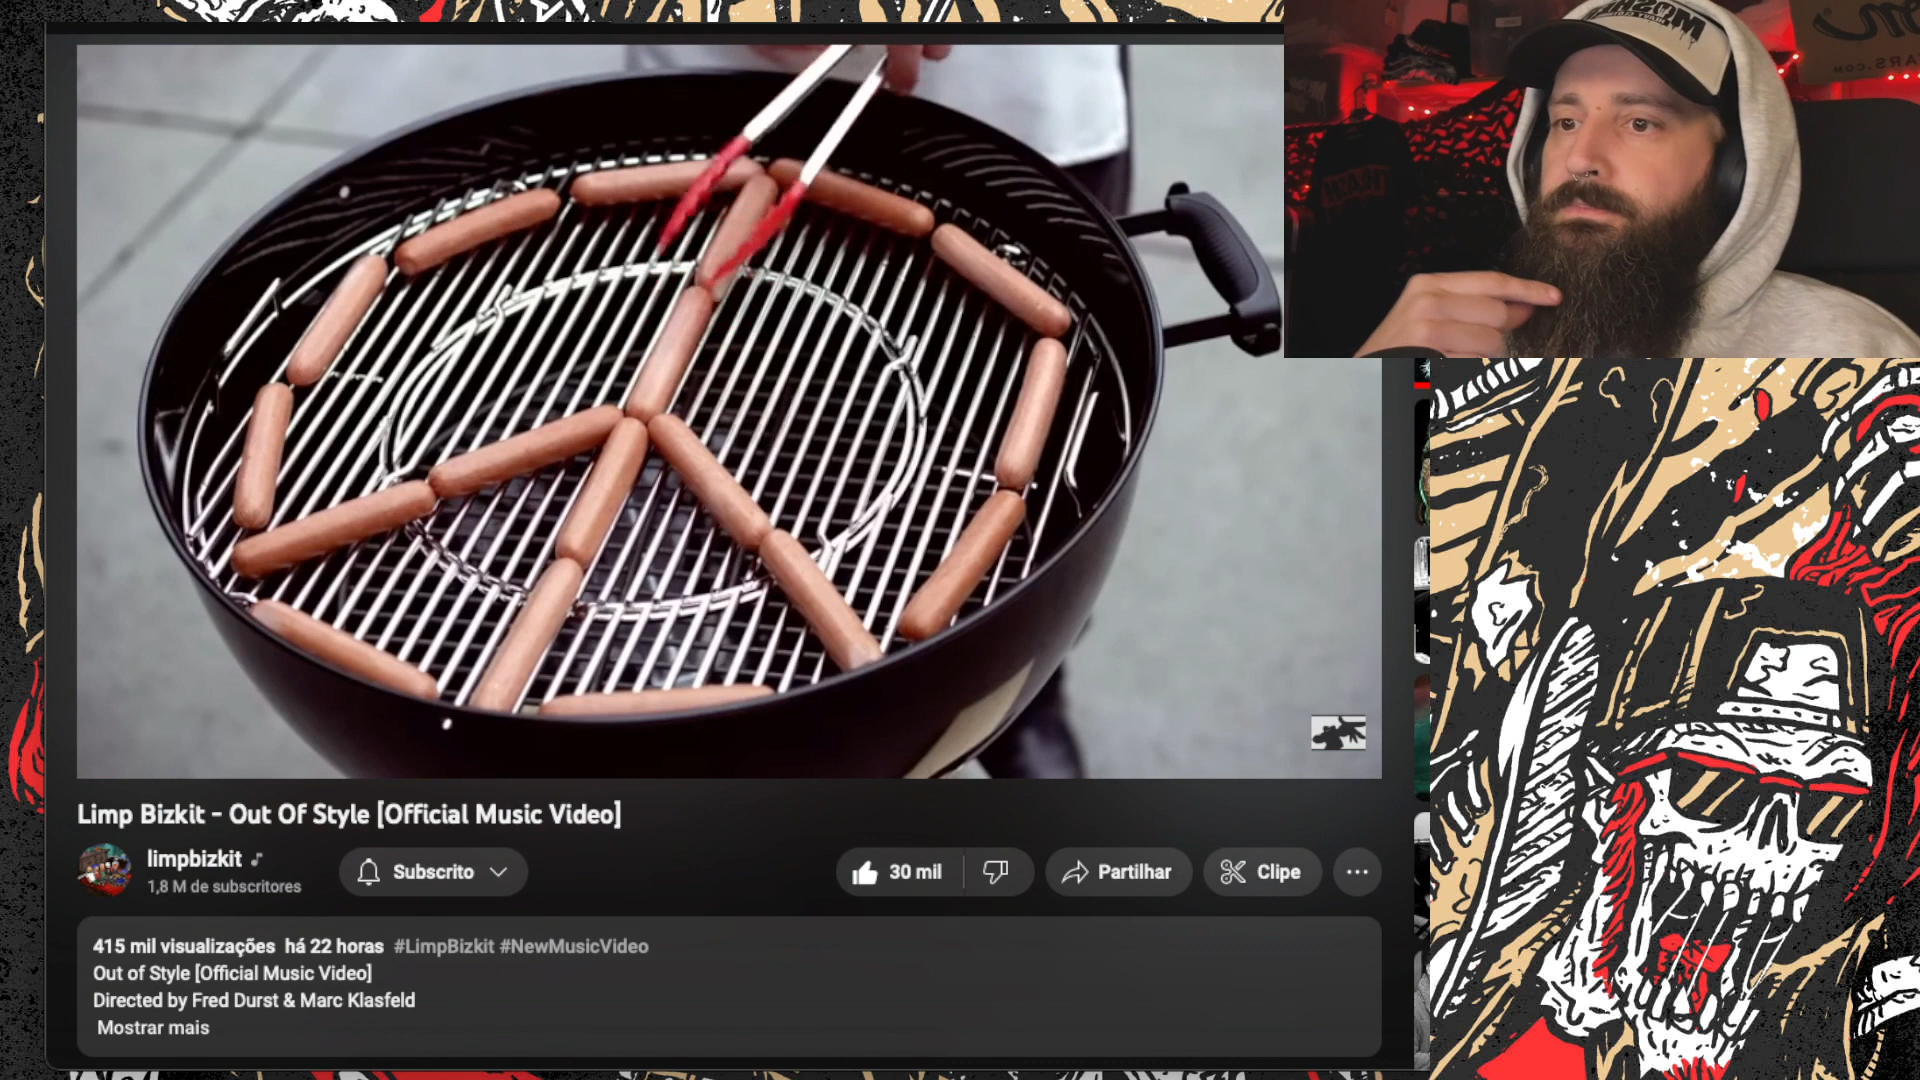 Limp Bizkit - Out Of Style [Official Music Video]
limpbizkit
1,8 M de subscritores
Subscrito
30 mil
Partilhar
Clipe
415 mil visualizações há 22 horas #LimpBizkit #NewMusicVideo
Out of Style [Official Music Video]
Directed by Fred Durst & Marc Klasfeld
Mostrar mais